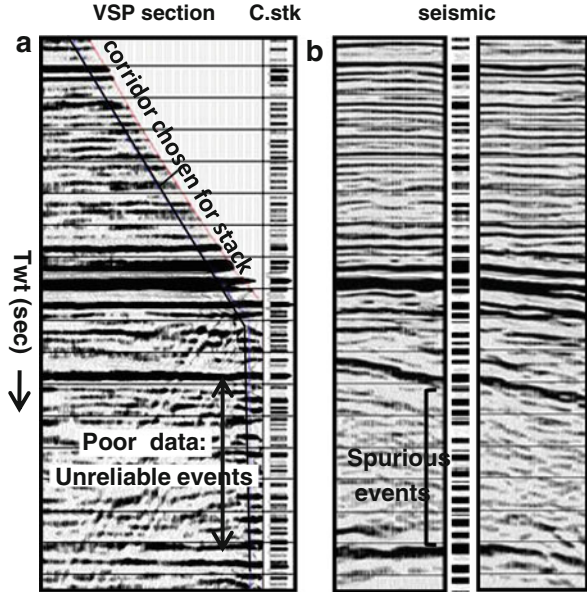 VSP section
C.stk
seismic
a
b
corridor chosen for stack
Twt (sec)
Poor data:
Unreliable events
Spurious
events